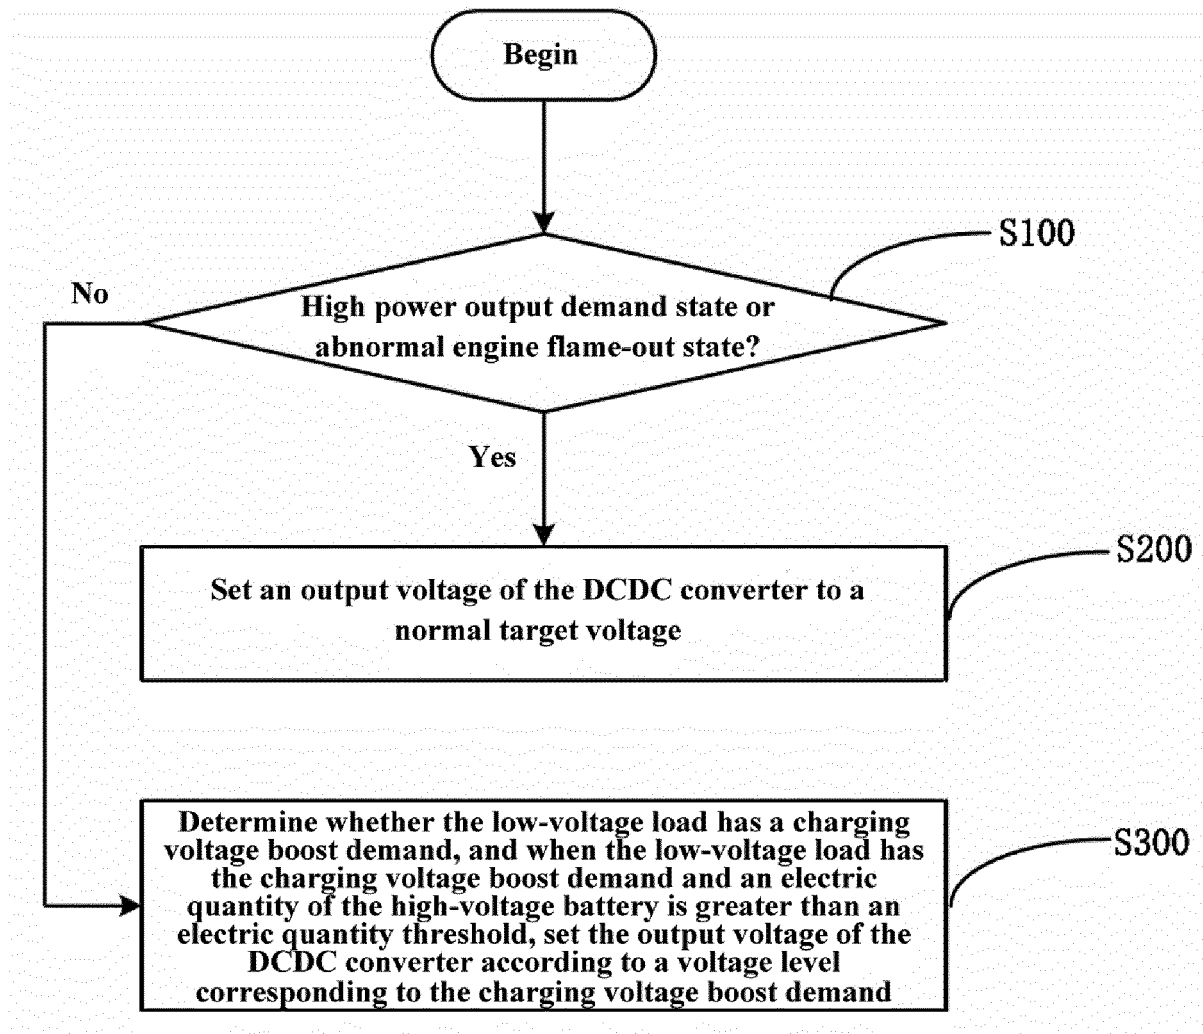 Begin
S100
No
High power output demand state or
abnormal engine flame-out state?
Yes
S200
Set an output voltage of the DCDC converter to a
normal target voltage
Determine whether the low-voltage load has a charging
voltage boost demand, and when the low-voltage load has
the charging voltage boost demand and an electric
quantity of the high-voltage battery is greater than an
electric quantity threshold, set the output voltage of the
DCDC converter according to a voltage level
corresponding to the charging voltage boost demand
S300